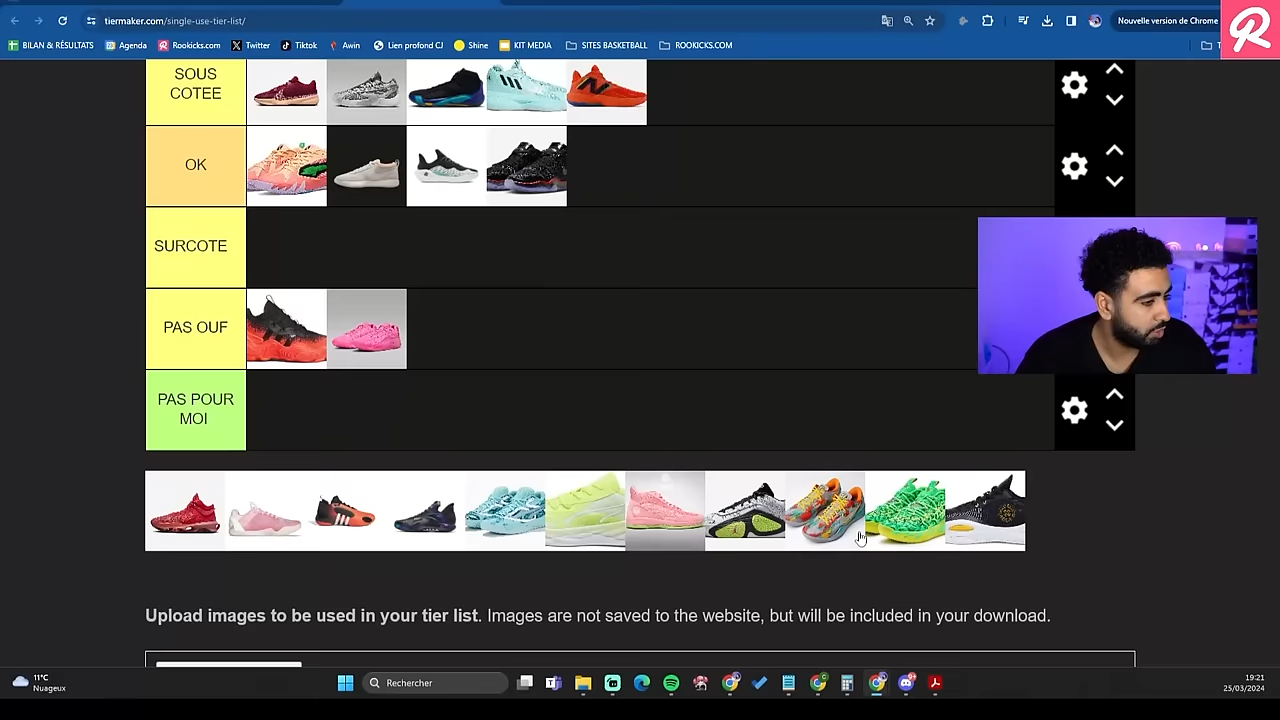 tiermaker.com/single-use-tier-list/
Nouvelle version de Chrome
R
BILAN & RÉSULTATS
Agenda
Rookicks.com
Twitter
Tiktok
Awin
Lien profond CJ
Shine
KIT MEDIA
SITES BASKETBALL
ROOKICKS.COM
SOUS
COTEE
OK
SURCOTE
PAS OUF
PAS POUR
MOI
Upload images to be used in your tier list. Images are not saved to the website, but will be included in your download.
11°C
Nuageux
Rechercher
19:21
25/03/2024